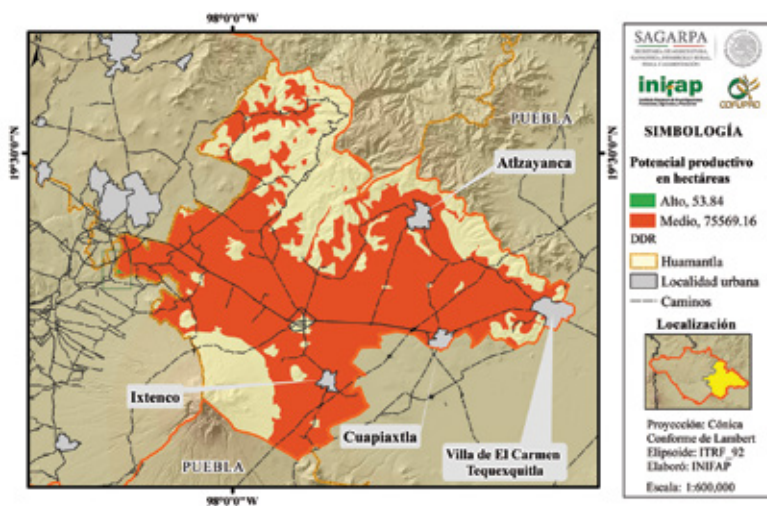 98°0'0"W
19°30'0"N
19°30'0"N
PUEBLA
Atlzayanca
Ixtenco
Cuapiaxtla
Villa de El Carmen
Tequexquitla
PUEBLA
98°0'0"W
SAGARPA
inifap
COFUPRO
SIMBOLOGÍA
Potencial productivo
en hectáreas
Alto, 53.84
Medio, 75569.16
DDR
Huamantla
Localidad urbana
Caminos
Localización
Proyección: Cónica
Conforme de Lambert
Elipsoide: ITRF_92
Elaboró: INIFAP
Escala: 1:600,000